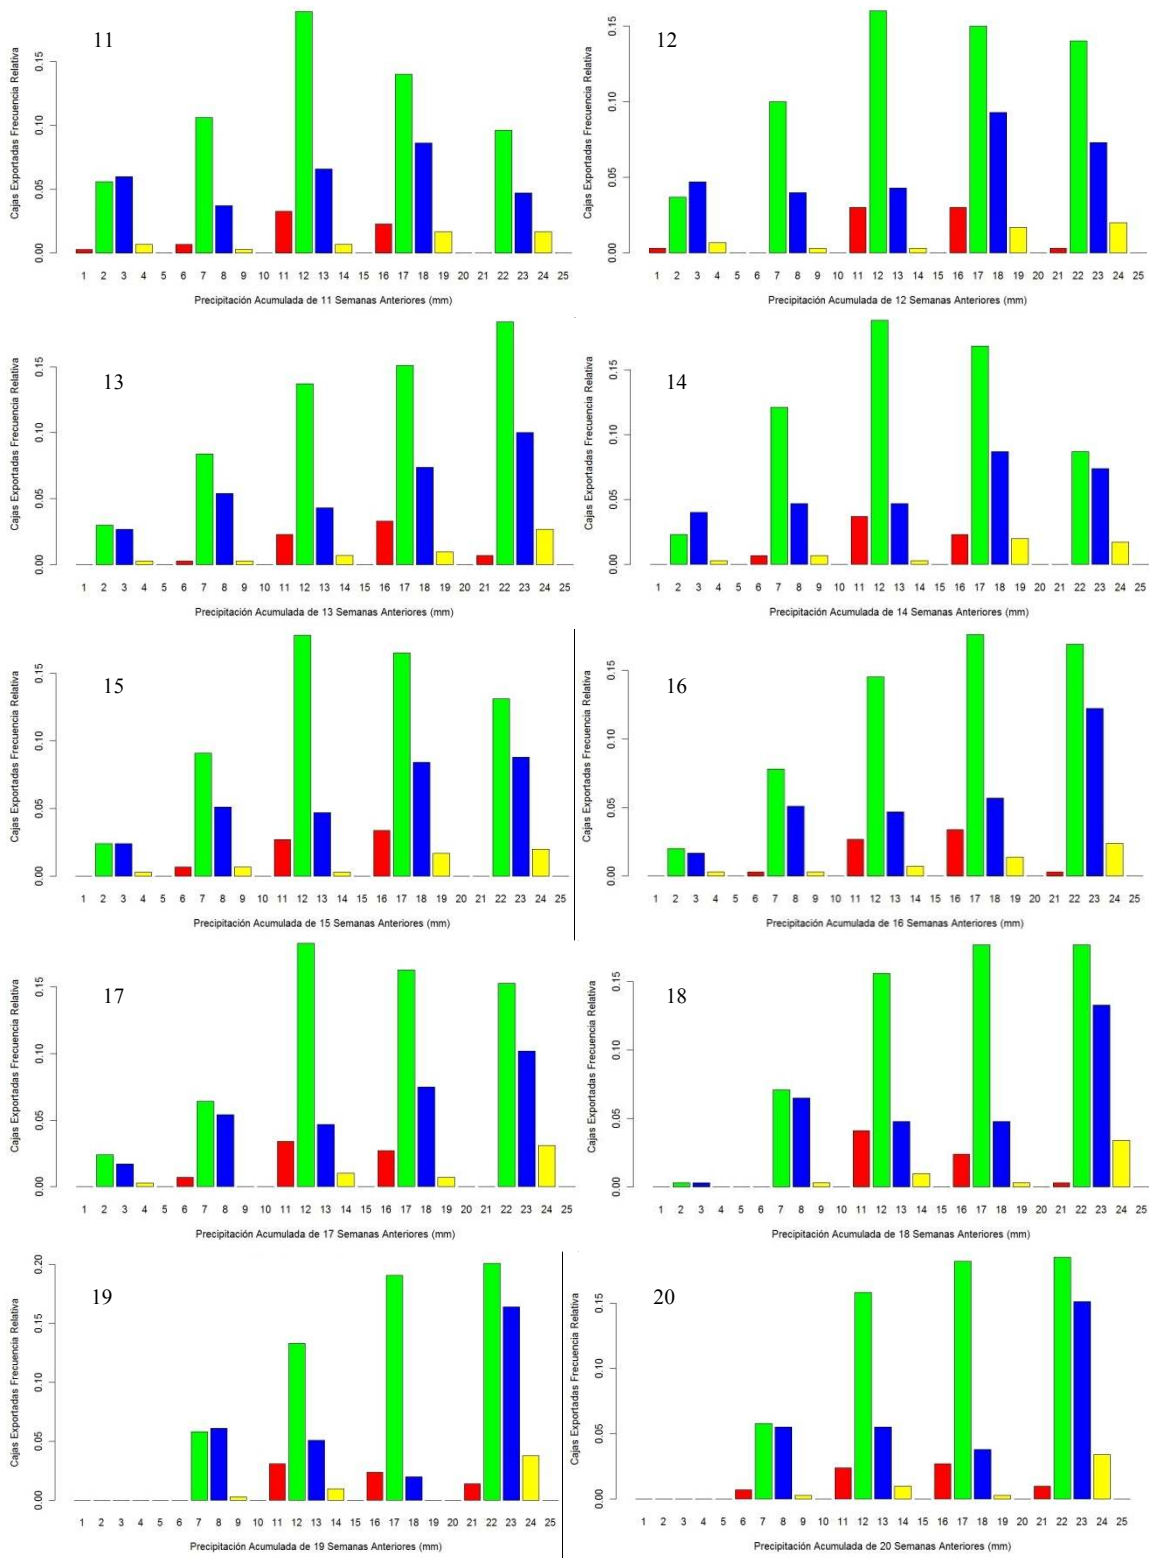 11
Cajas Exportadas Frecuencia Relativa
0.00 0.05 0.10 0.15
1 2 3 4 5 6 7 8 9 10 11 12 13 14 15 16 17 18 19 20 21 22 23 24 25
Precipitación Acumulada de 11 Semanas Anteriores (mm)
12
Cajas Exportadas Frecuencia Relativa
0.00 0.05 0.10 0.15
1 2 3 4 5 6 7 8 9 10 11 12 13 14 15 16 17 18 19 20 21 22 23 24 25
Precipitación Acumulada de 12 Semanas Anteriores (mm)
13
Cajas Exportadas Frecuencia Relativa
0.00 0.05 0.10 0.15
1 2 3 4 5 6 7 8 9 10 11 12 13 14 15 16 17 18 19 20 21 22 23 24 25
Precipitación Acumulada de 13 Semanas Anteriores (mm)
14
Cajas Exportadas Frecuencia Relativa
0.00 0.05 0.10 0.15
1 2 3 4 5 6 7 8 9 10 11 12 13 14 15 16 17 18 19 20 21 22 23 24 25
Precipitación Acumulada de 14 Semanas Anteriores (mm)
15
Cajas Exportadas Frecuencia Relativa
0.00 0.05 0.10 0.15
1 2 3 4 5 6 7 8 9 10 11 12 13 14 15 16 17 18 19 20 21 22 23 24 25
Precipitación Acumulada de 15 Semanas Anteriores (mm)
16
Cajas Exportadas Frecuencia Relativa
0.00 0.05 0.10 0.15
1 2 3 4 5 6 7 8 9 10 11 12 13 14 15 16 17 18 19 20 21 22 23 24 25
Precipitación Acumulada de 16 Semanas Anteriores (mm)
17
Cajas Exportadas Frecuencia Relativa
0.00 0.05 0.10 0.15
1 2 3 4 5 6 7 8 9 10 11 12 13 14 15 16 17 18 19 20 21 22 23 24 25
Precipitación Acumulada de 17 Semanas Anteriores (mm)
18
Cajas Exportadas Frecuencia Relativa
0.00 0.05 0.10 0.15
1 2 3 4 5 6 7 8 9 10 11 12 13 14 15 16 17 18 19 20 21 22 23 24 25
Precipitación Acumulada de 18 Semanas Anteriores (mm)
19
Cajas Exportadas Frecuencia Relativa
0.00 0.05 0.10 0.15 0.20
1 2 3 4 5 6 7 8 9 10 11 12 13 14 15 16 17 18 19 20 21 22 23 24 25
Precipitación Acumulada de 19 Semanas Anteriores (mm)
20
Cajas Exportadas Frecuencia Relativa
0.00 0.05 0.10 0.15
1 2 3 4 5 6 7 8 9 10 11 12 13 14 15 16 17 18 19 20 21 22 23 24 25
Precipitación Acumulada de 20 Semanas Anteriores (mm)